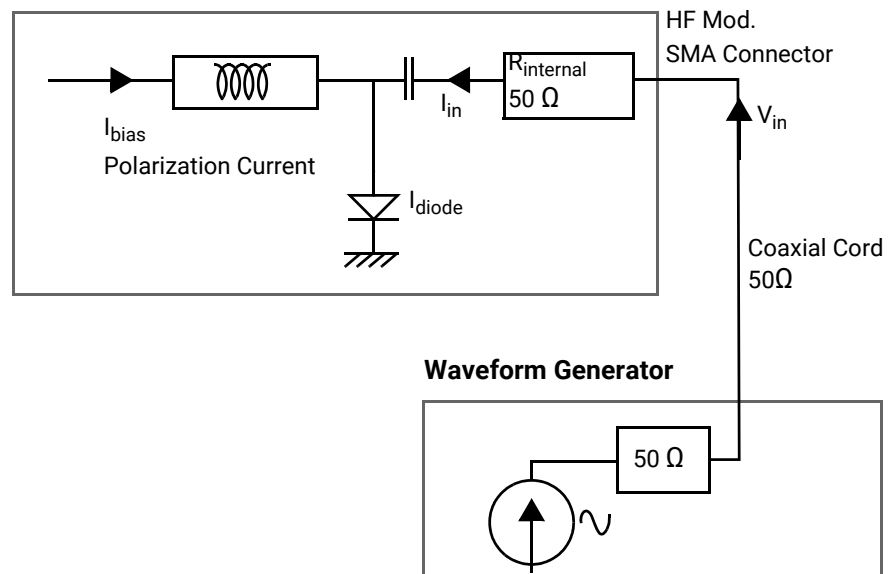 HF Mod.
SMA Connector
R_internal
50 Ω
I_in
V_in
I_bias
Polarization Current
I_diode
Coaxial Cord
50Ω
Waveform Generator
50 Ω